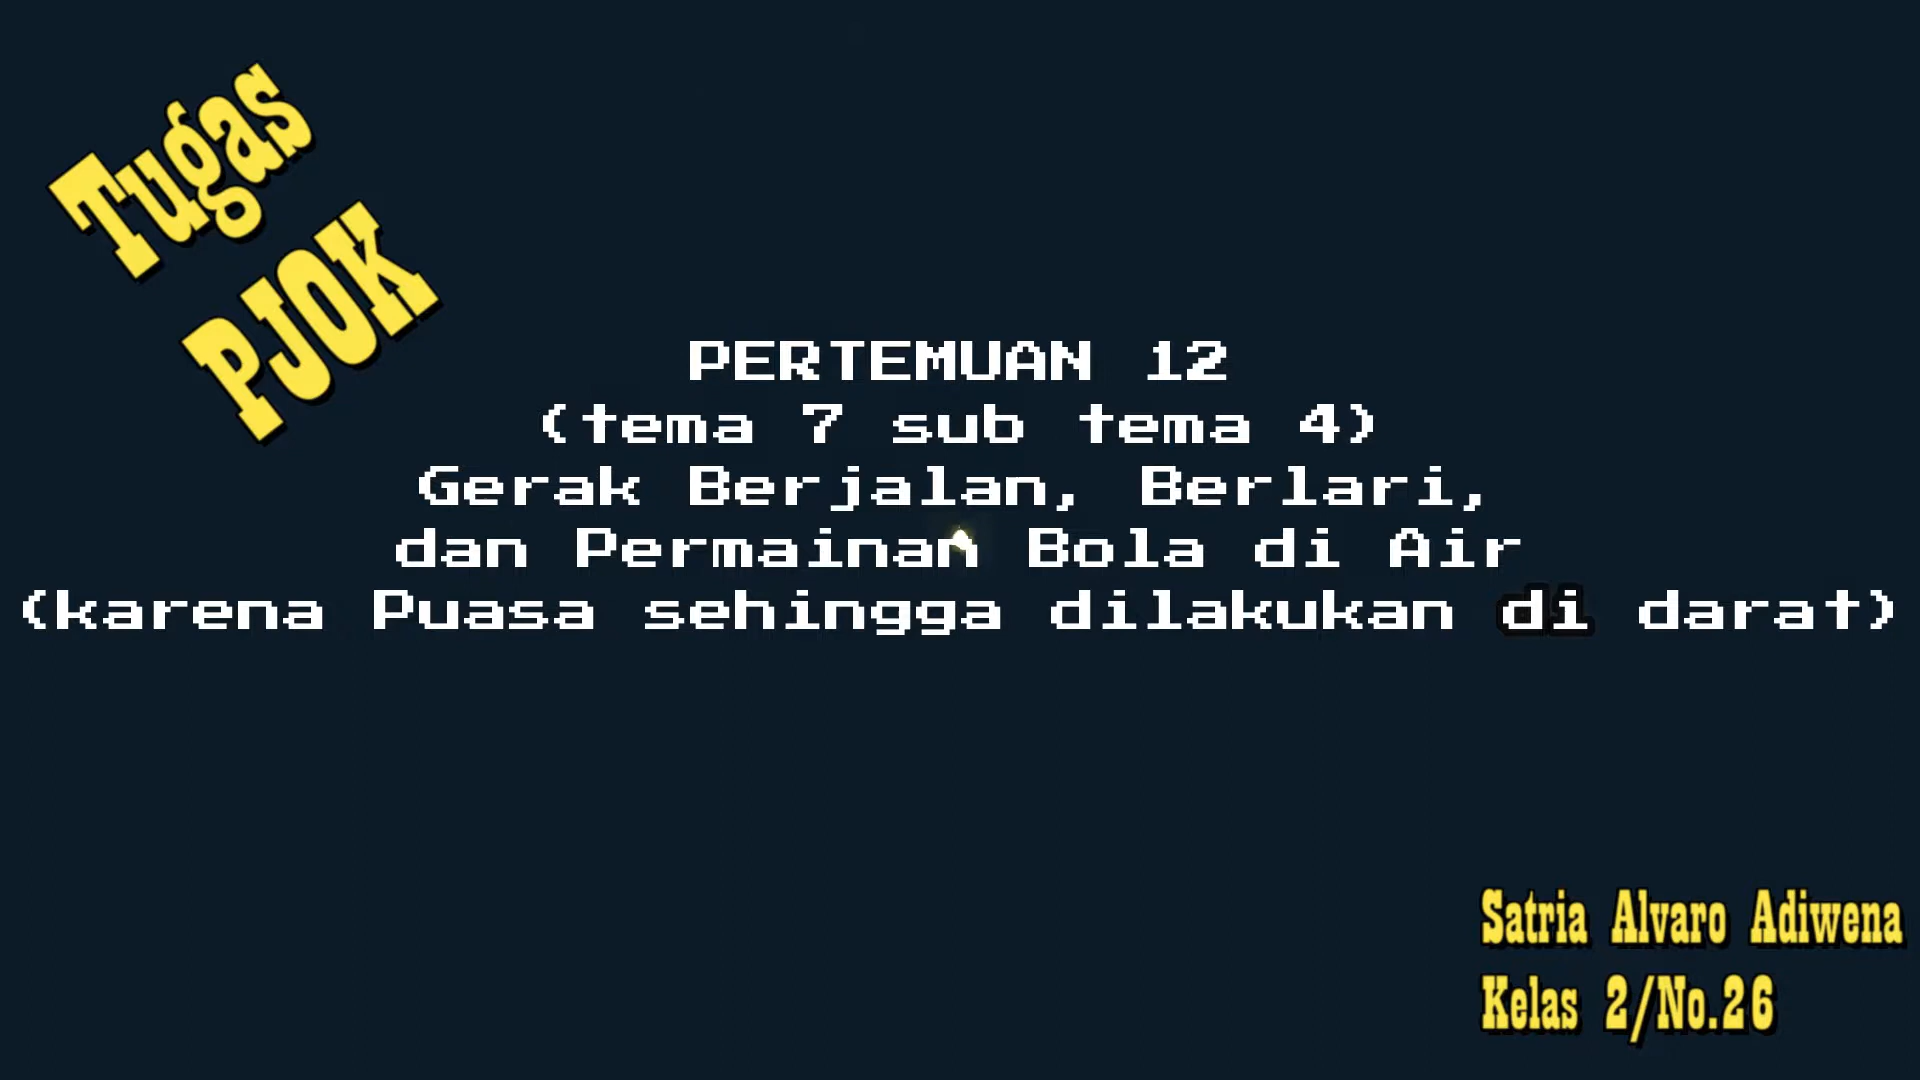 Tugas
PJOK
PERTEMUAN 12
(tema 7 sub tema 4)
Gerak Berjalan, Berlari,
dan Permainan Bola di Air
(karena Puasa sehingga dilakukan di darat)
Satria Alvaro Adiwena
Kelas 2/No.26